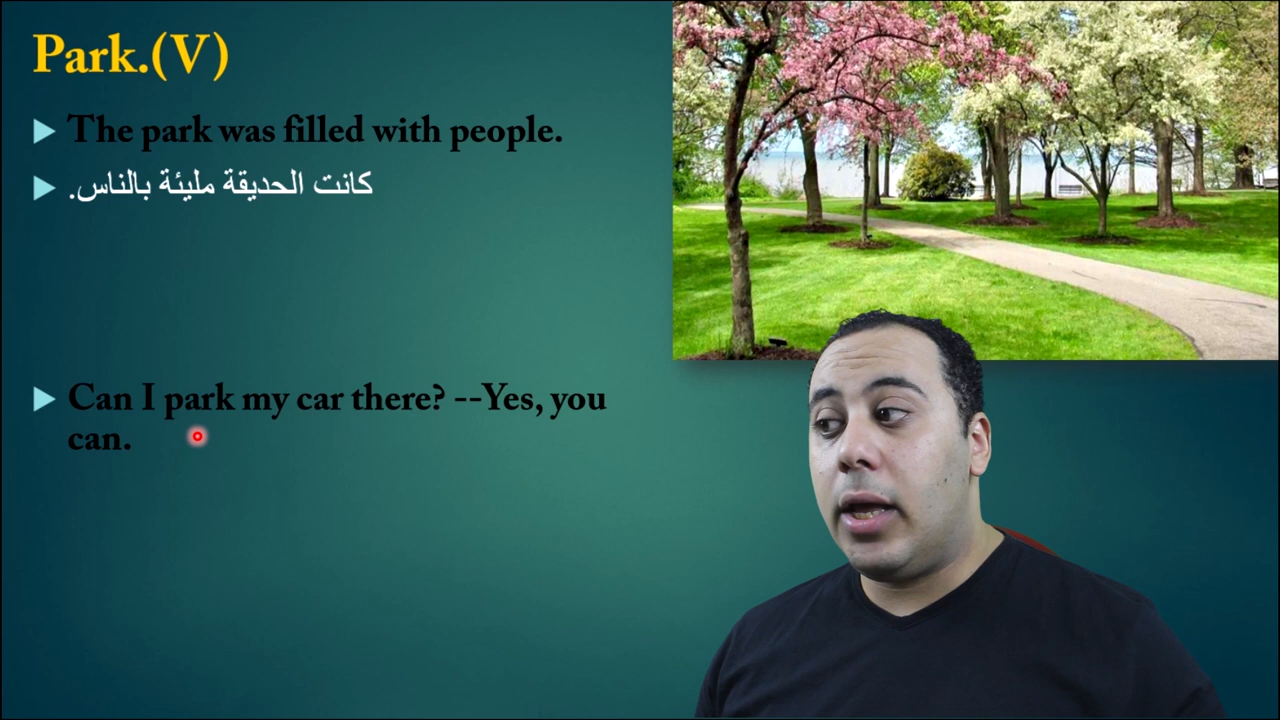 Park.(V)
The park was filled with people.
كانت الحديقة مليئة بالناس.
Can I park my car there? --Yes, you
can.